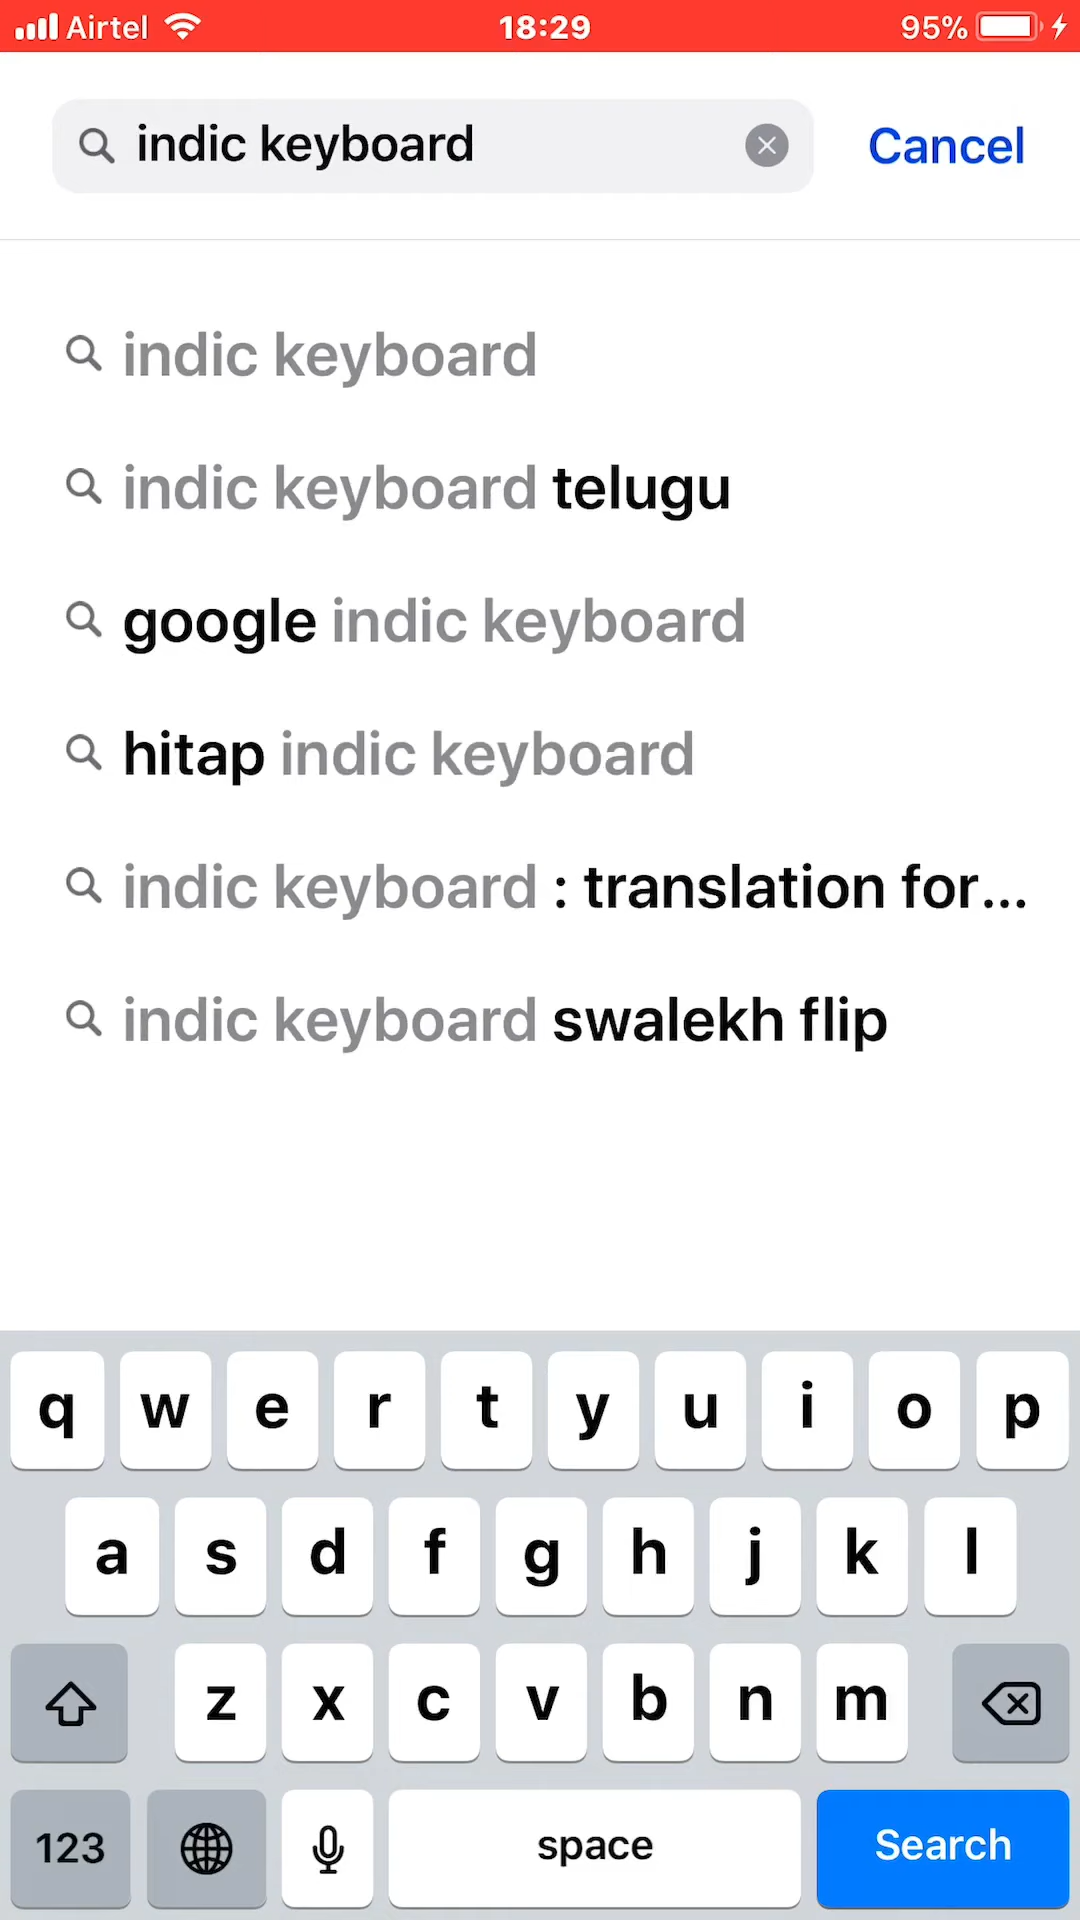 Airtel 18:29 95%
indic keyboard Cancel
indic keyboard
indic keyboard telugu
google indic keyboard
hitap indic keyboard
indic keyboard : translation for...
indic keyboard swalekh flip
q w e r t y u i o p
a s d f g h j k l
z x c v b n m
123 space Search